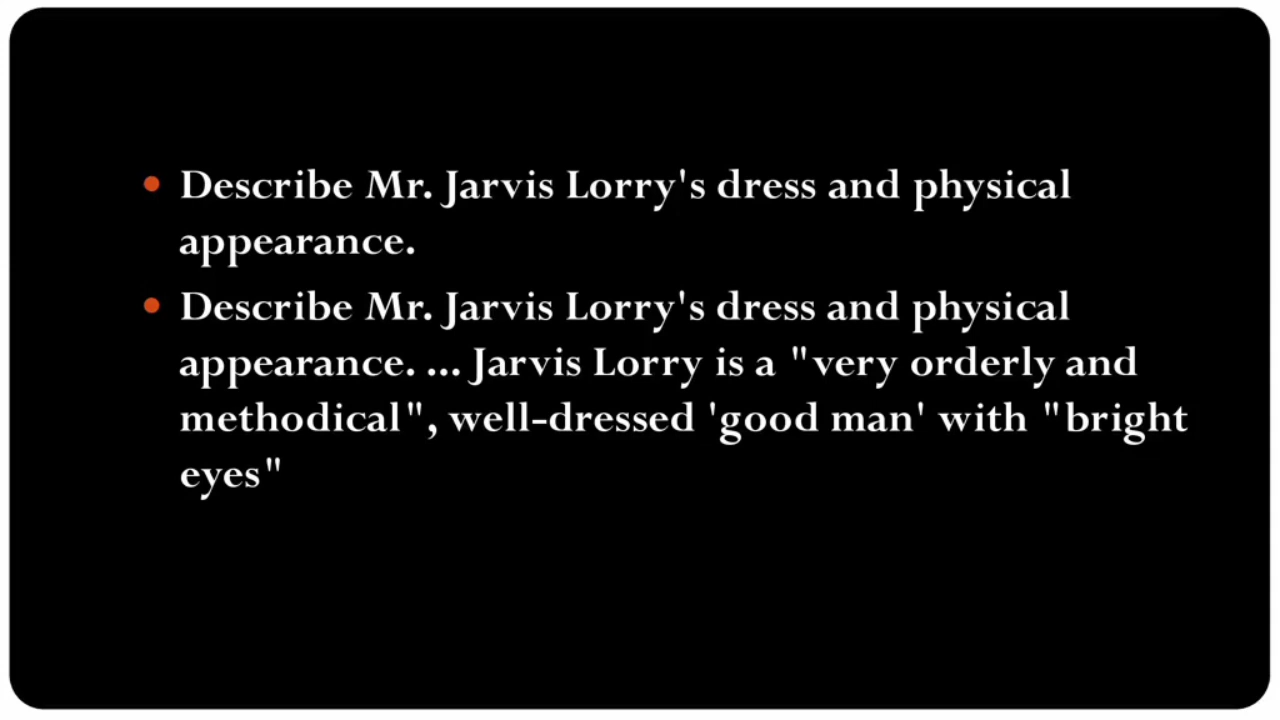 • Describe Mr. Jarvis Lorry's dress and physical
appearance.
• Describe Mr. Jarvis Lorry's dress and physical
appearance. ... Jarvis Lorry is a "very orderly and
methodical", well-dressed 'good man' with "bright
eyes"